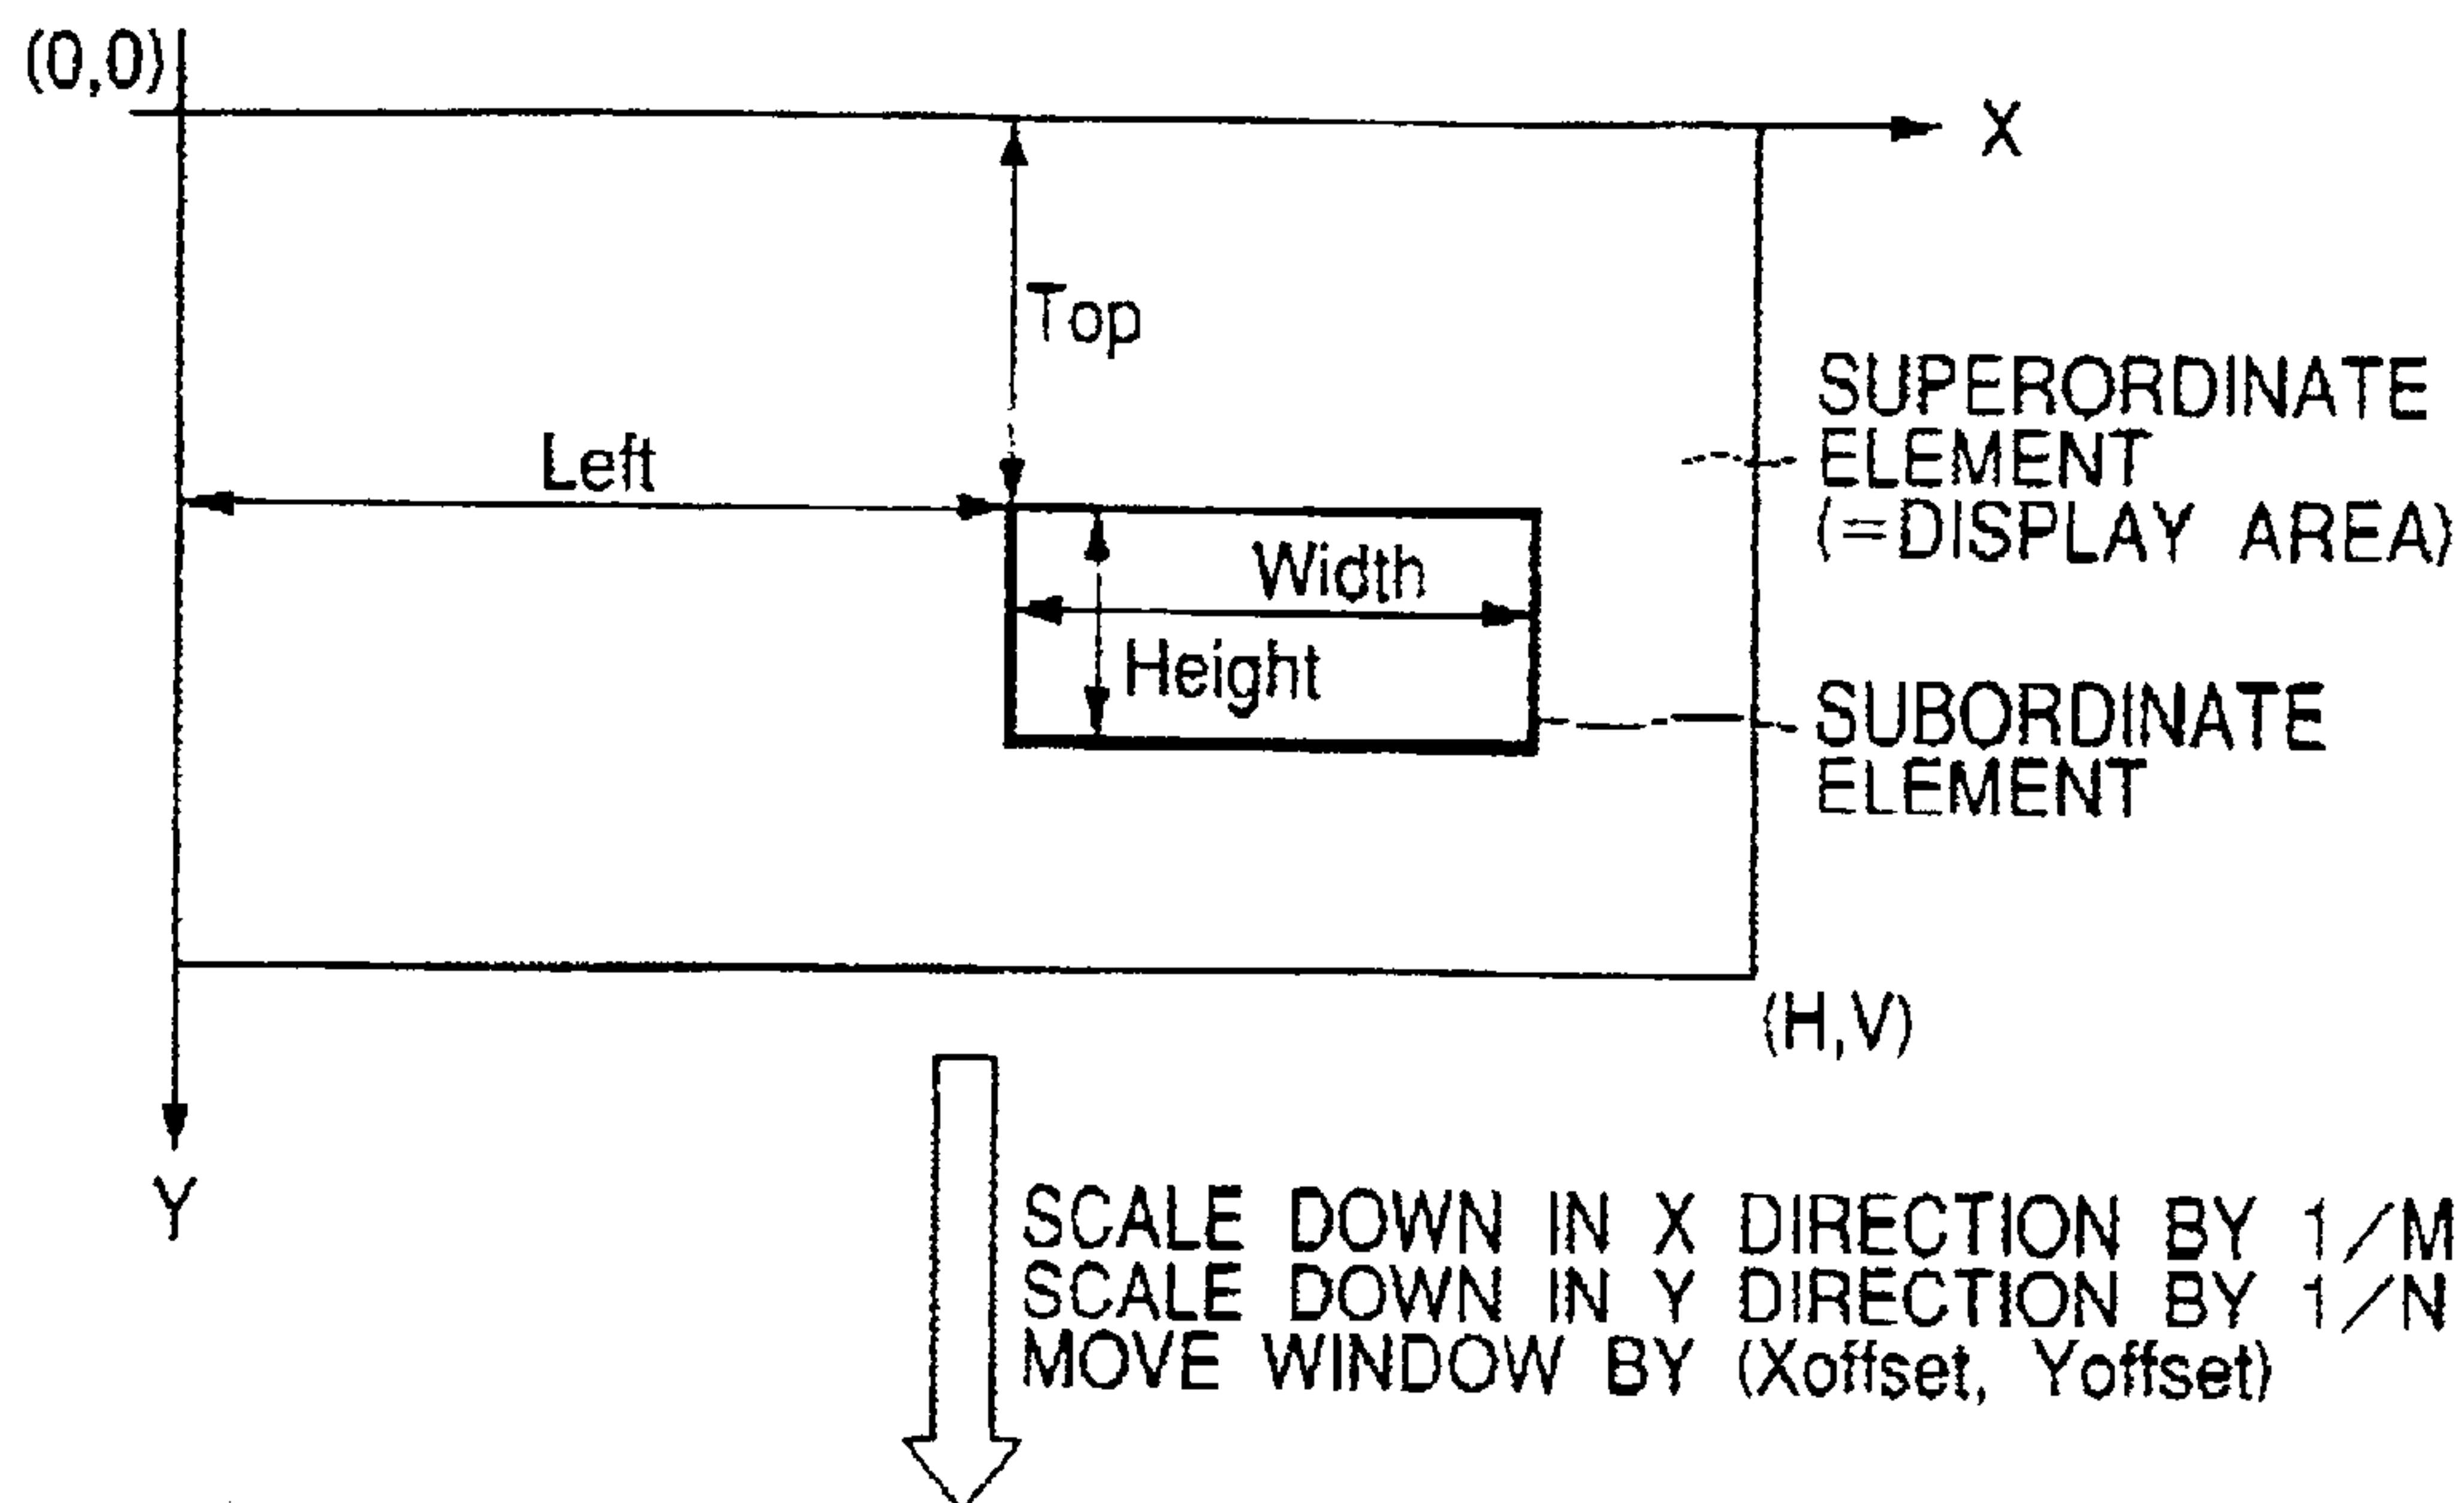 (0,0)
X
Top
Left
SUPERORDINATE
ELEMENT
(=DISPLAY AREA)
Width
Height
SUBORDINATE
ELEMENT
(H,V)
Y
SCALE DOWN IN X DIRECTION BY 1/M
SCALE DOWN IN Y DIRECTION BY 1/N
MOVE WINDOW BY (Xoffset, Yoffset)